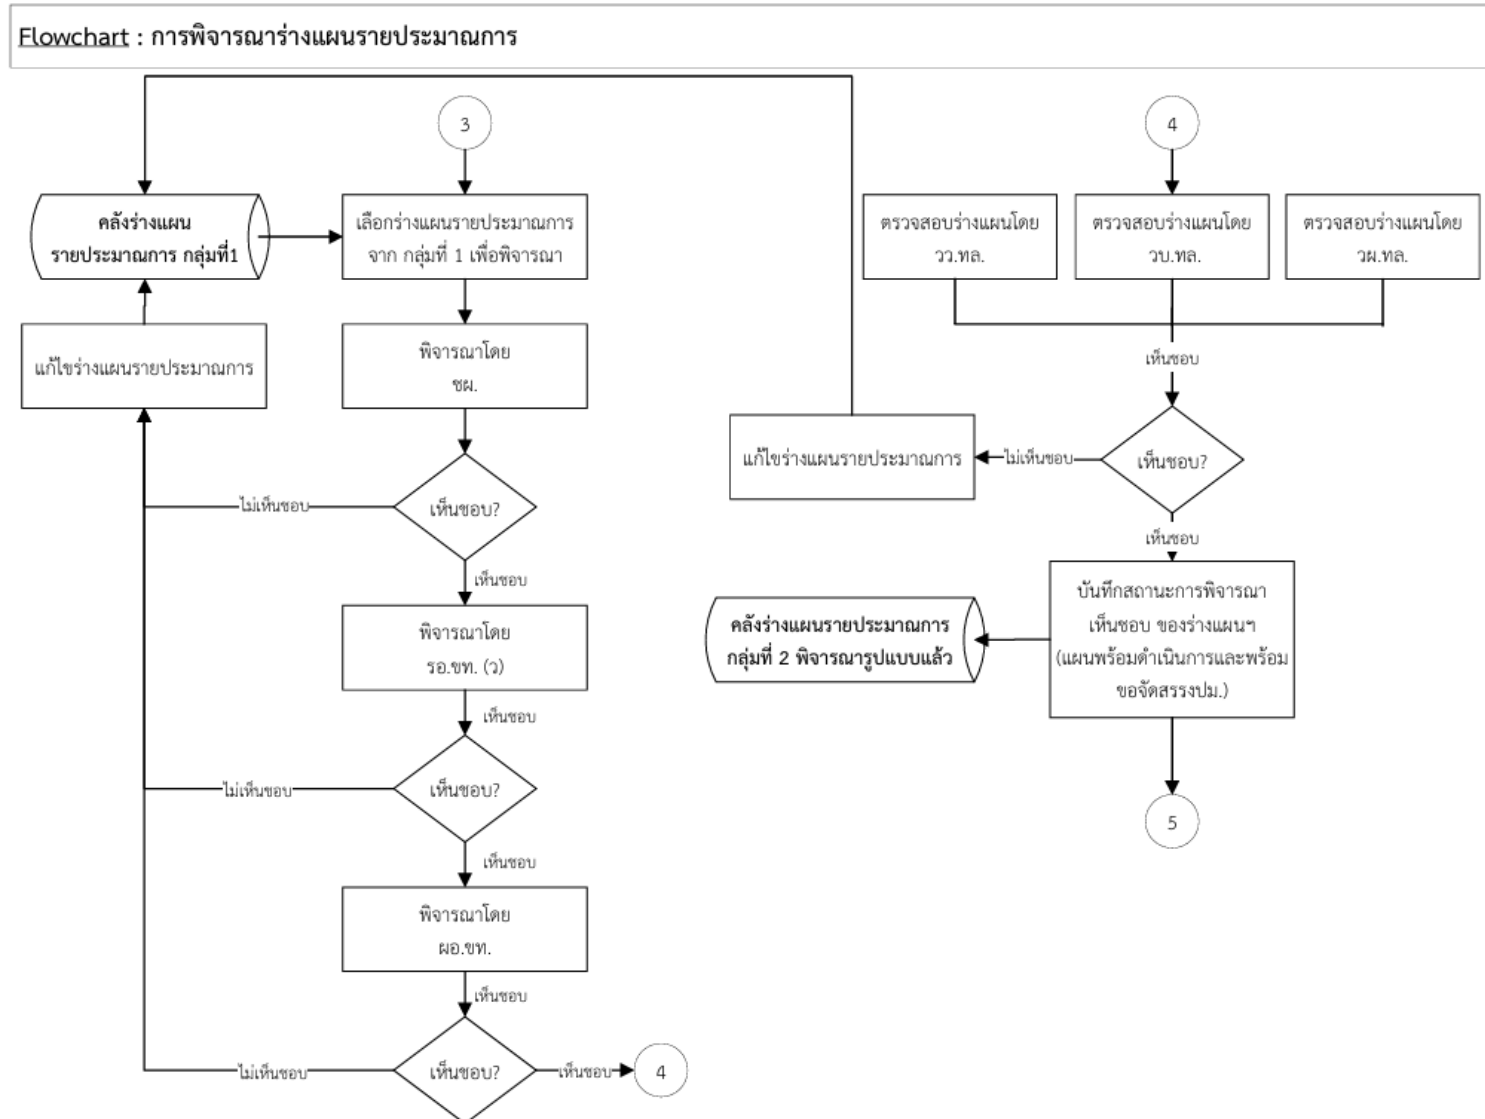 Flowchart : การพิจารณาร่างแผนรายประมาณการ
3
คลังร่างแผน
รายประมาณการ กลุ่มที่1
เลือกร่างแผนรายประมาณการ
จาก กลุ่มที่ 1 เพื่อพิจารณา
แก้ไขร่างแผนรายประมาณการ
พิจารณาโดย
ชผ.
ไม่เห็นชอบ
เห็นชอบ?
เห็นชอบ
พิจารณาโดย
รอ.ขท. (ว)
เห็นชอบ
ไม่เห็นชอบ
เห็นชอบ?
เห็นชอบ
พิจารณาโดย
ผอ.ขท.
เห็นชอบ
ไม่เห็นชอบ
เห็นชอบ?
เห็นชอบ
4
4
ตรวจสอบร่างแผนโดย
วว.ทล.
ตรวจสอบร่างแผนโดย
วบ.ทล.
ตรวจสอบร่างแผนโดย
วผ.ทล.
เห็นชอบ
แก้ไขร่างแผนรายประมาณการ
ไม่เห็นชอบ
เห็นชอบ?
เห็นชอบ
คลังร่างแผนรายประมาณการ
กลุ่มที่ 2 พิจารณารูปแบบแล้ว
บันทึกสถานะการพิจารณา
เห็นชอบ ของร่างแผนฯ
(แผนพร้อมดำเนินการและพร้อม
ขอจัดสรรงปม.)
5